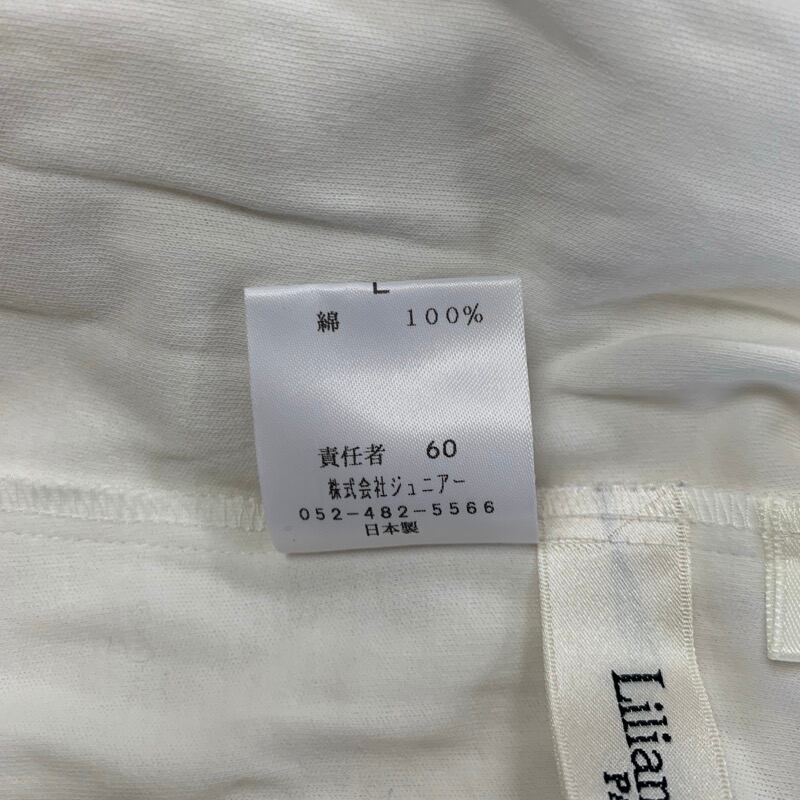 L
綿 100%
責任者 60
株式会社ジュニアー
052-482-5566
日本製
Lilian